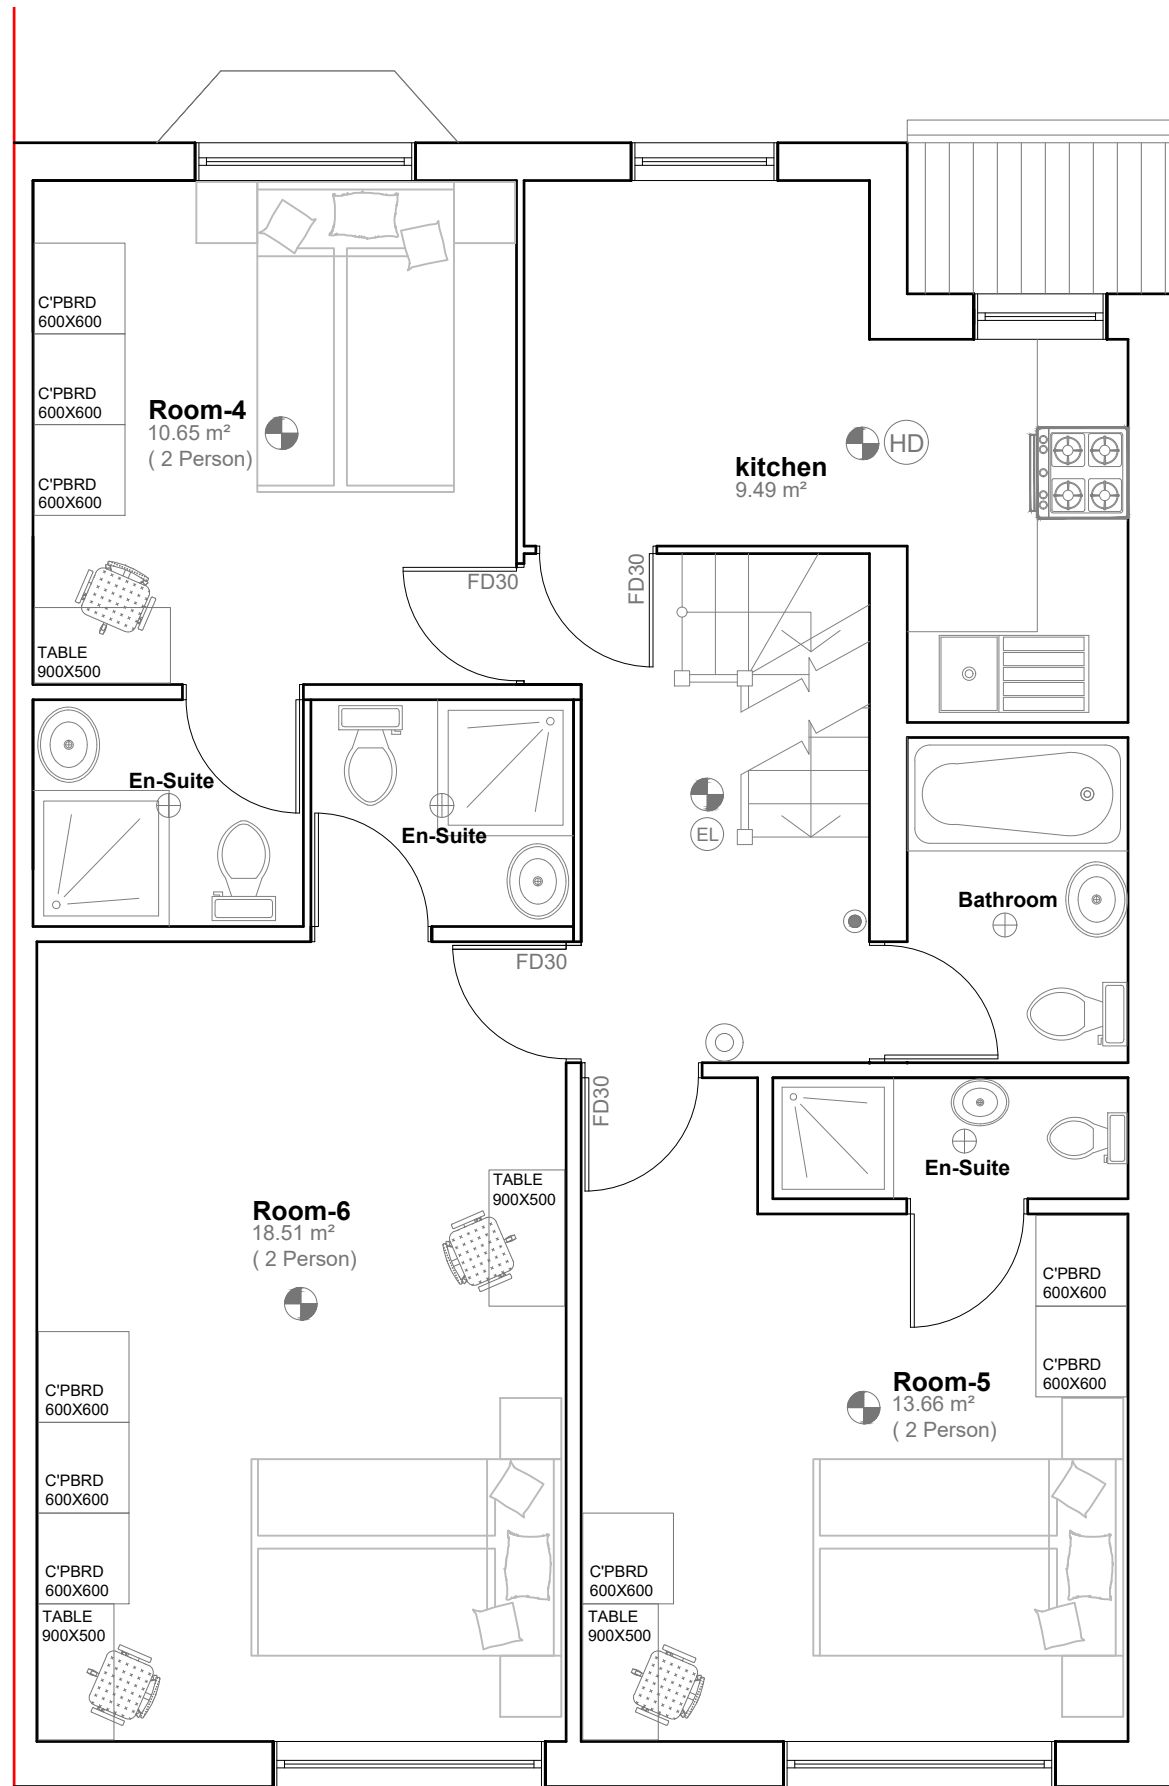 C'PBRD
600X600
C'PBRD
600X600
C'PBRD
600X600
Room-4
10.65 m²
( 2 Person)
TABLE
900X500
FD30
FD30
kitchen
9.49 m²
HD
En-Suite
En-Suite
EL
Bathroom
FD30
FD30
En-Suite
Room-6
18.51 m²
( 2 Person)
TABLE
900X500
C'PBRD
600X600
C'PBRD
600X600
C'PBRD
600X600
TABLE
900X500
C'PBRD
600X600
C'PBRD
600X600
Room-5
13.66 m²
( 2 Person)
C'PBRD
600X600
TABLE
900X500